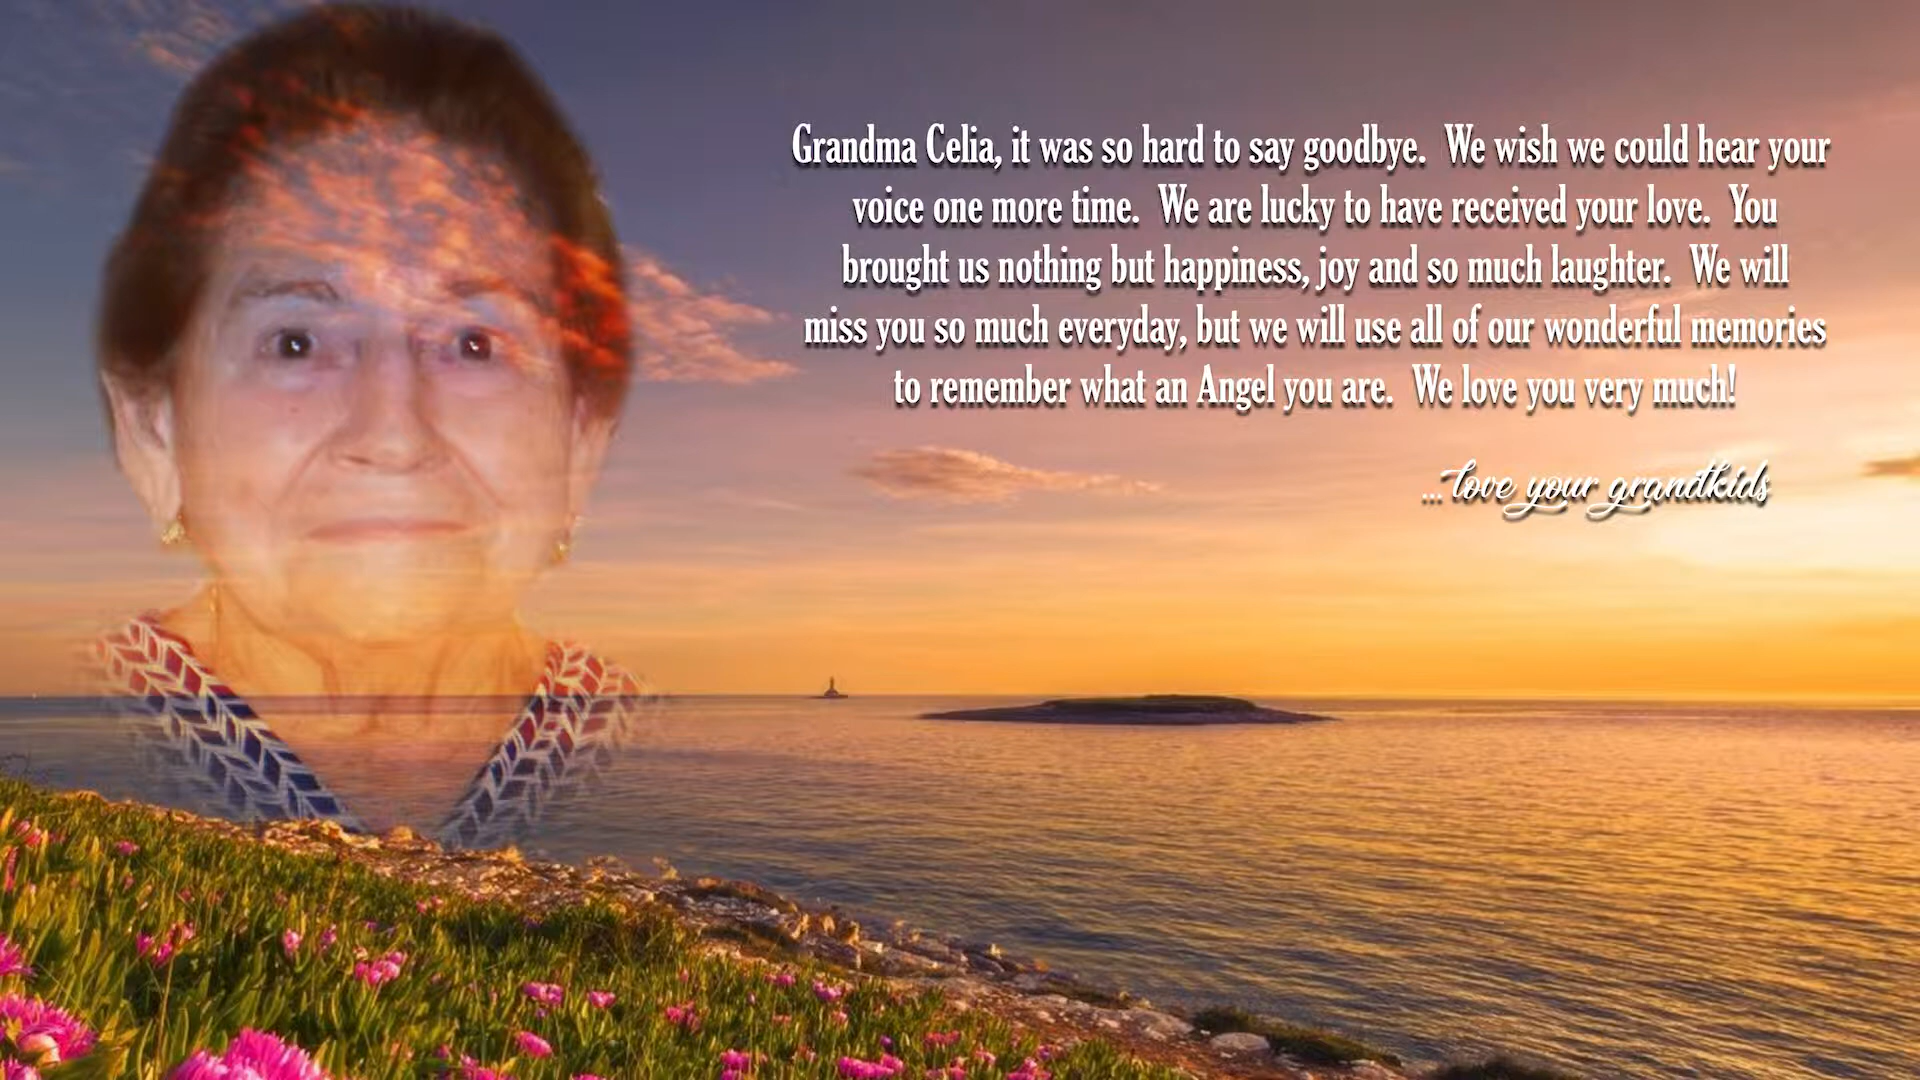 Grandma Celia, it was so hard to say goodbye.  We wish we could hear your
voice one more time.  We are lucky to have received your love.  You
brought us nothing but happiness, joy and so much laughter.  We will
miss you so much everyday, but we will use all of our wonderful memories
to remember what an Angel you are.  We love you very much!
...love your grandkids